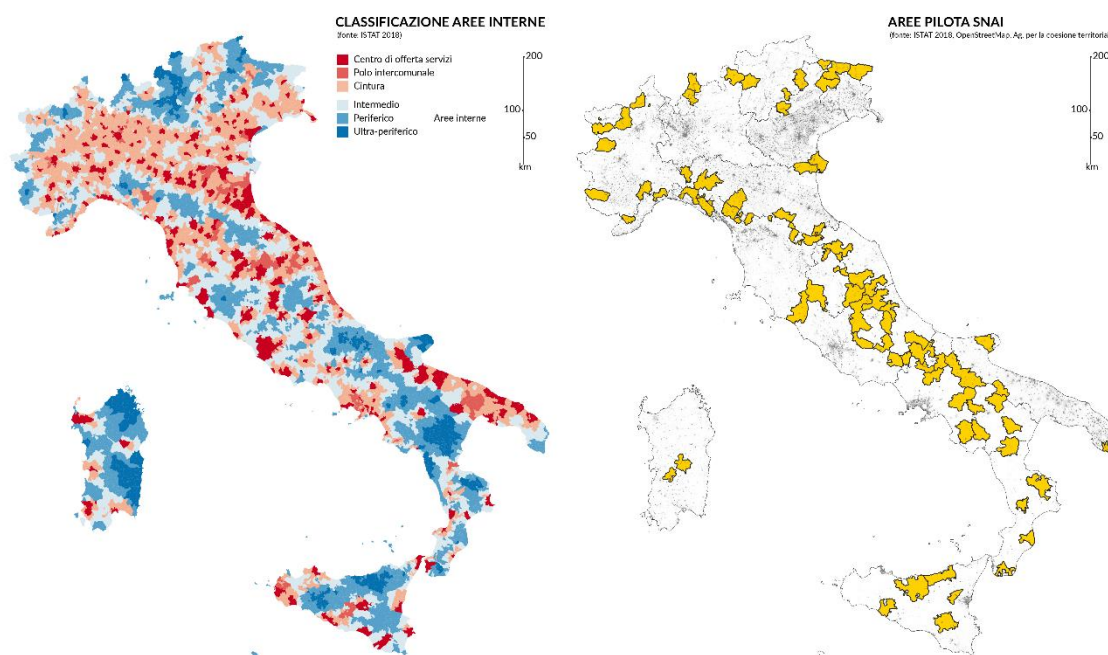 CLASSIFICAZIONE AREE INTERNE
(fonte: ISTAT 2018)
Centro di offerta servizi
Polo intercomunale
Cintura
Intermedio
Periferico Aree interne
Ultra-periferico
200
100
50
km
AREE PILOTA SNAI
(fonte: ISTAT 2018, OpenStreetMap, Ag. per la coesione territorial
200
100
50
km